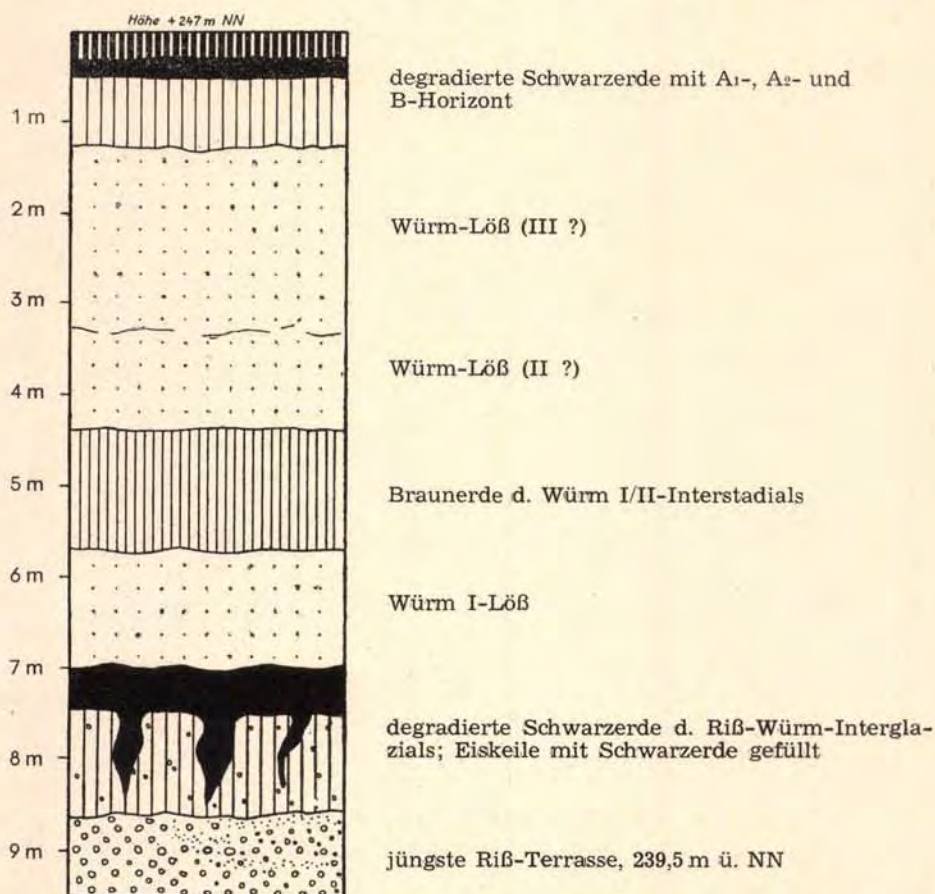 Höhe + 247 m NN
degradierte Schwarzerde mit A1-, A2- und
B-Horizont
1 m
2 m
Würm-Löß (III ?)
3 m
Würm-Löß (II ?)
4 m
5 m
Braunerde d. Würm I/II-Interstadials
6 m
Würm I-Löß
7 m
degradierte Schwarzerde d. Riß-Würm-Intergla-
zials; Eiskeile mit Schwarzerde gefüllt
8 m
9 m
jüngste Riß-Terrasse, 239,5 m ü. NN